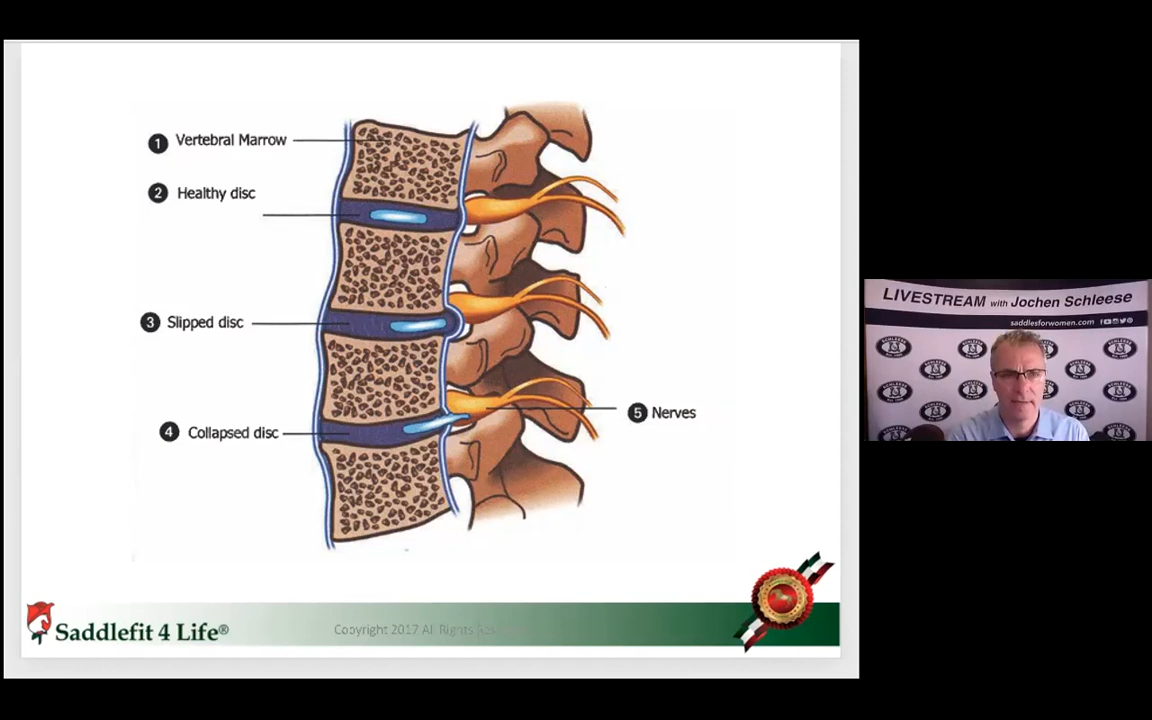 1 Vertebral Marrow
2 Healthy disc
3 Slipped disc
4 Collapsed disc
5 Nerves
Saddlefit 4 Life®
Copyright 2017 All Rights
LIVESTREAM with Jochen Schleese
saddlesforwomen.com
SCHLEESE